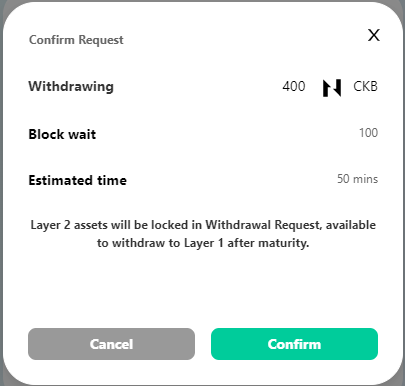 Confirm Request X
Withdrawing 400 CKB
Block wait 100
Estimated time 50 mins
Layer 2 assets will be locked in Withdrawal Request, available
to withdraw to Layer 1 after maturity.
Cancel Confirm